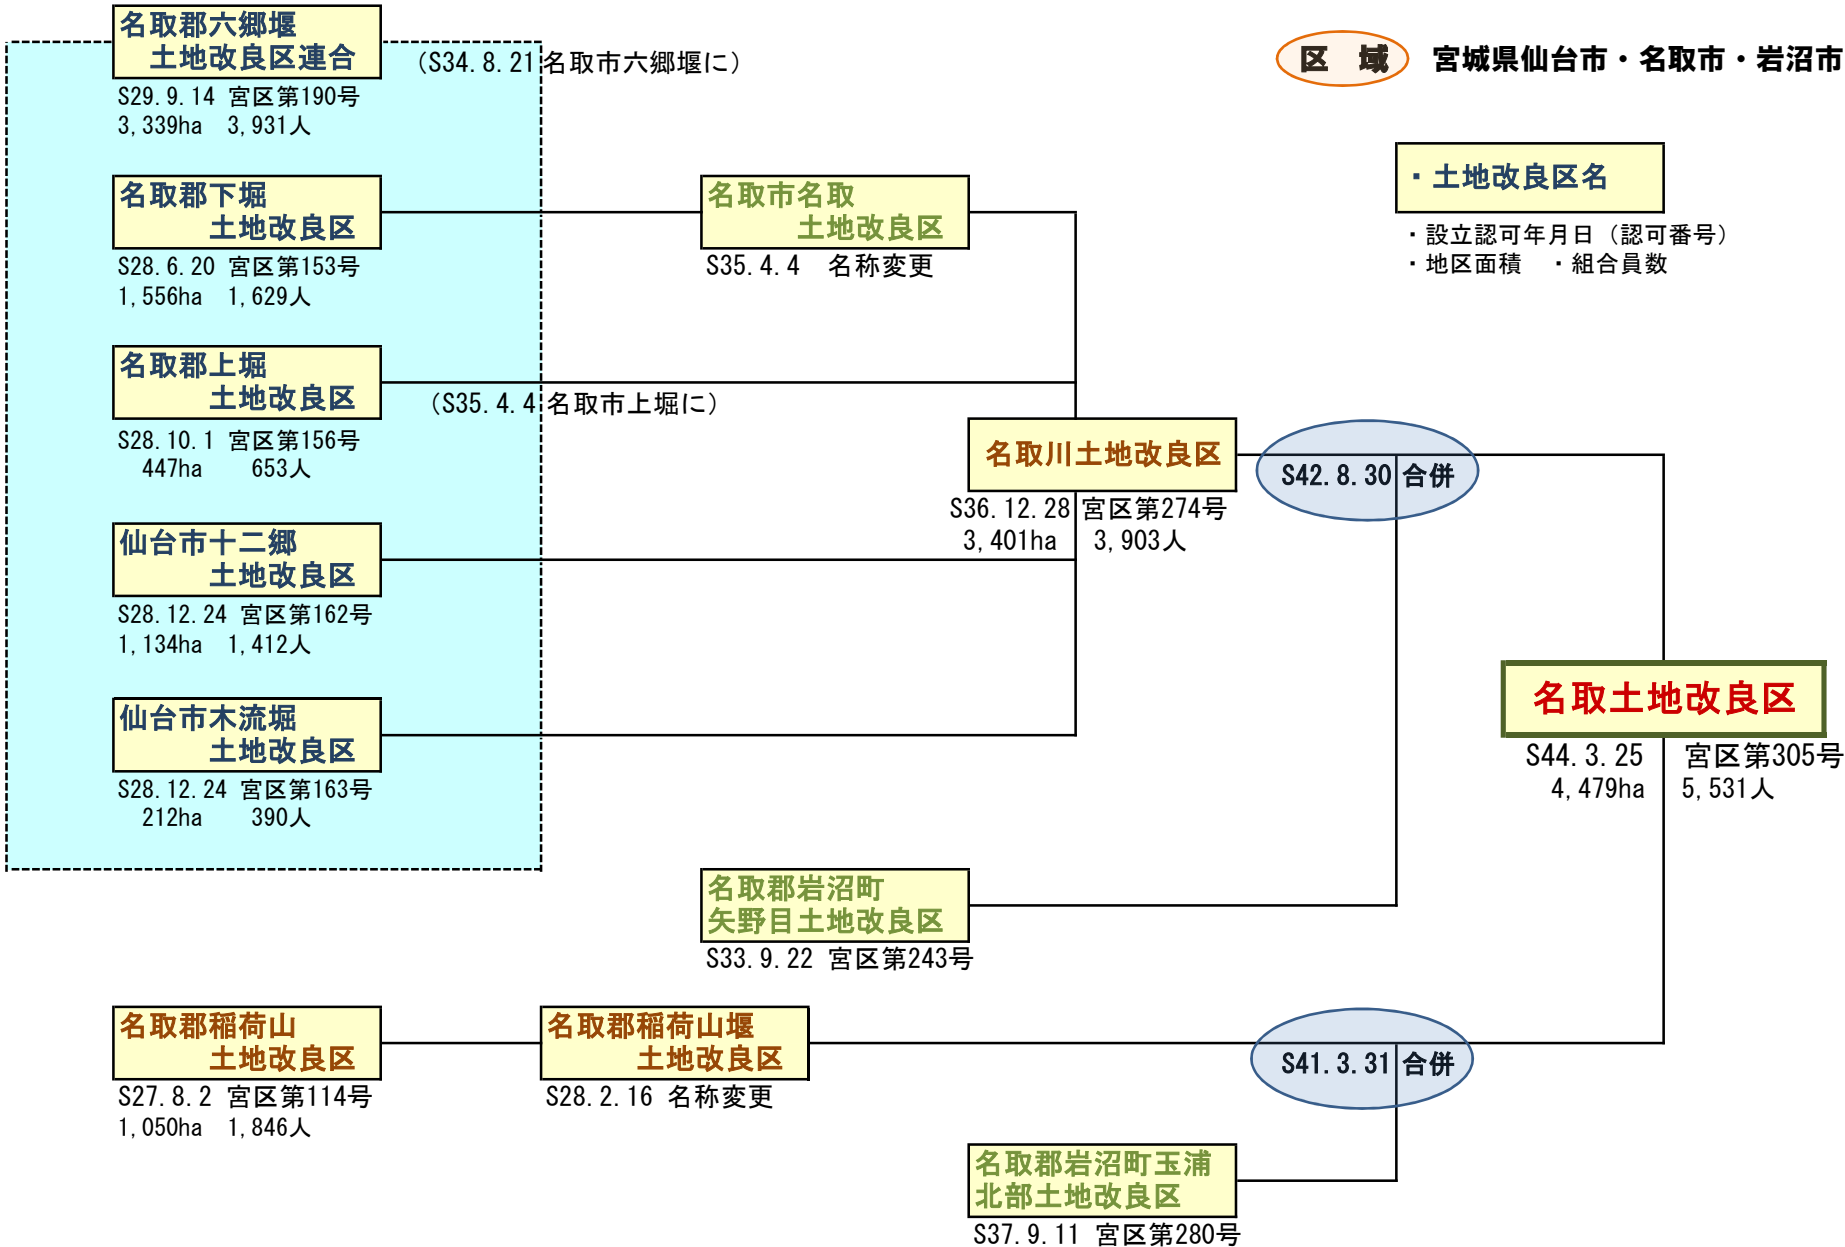 名取郡六郷堰
土地改良区連合
(S34.8.21 名取市六郷堰に)
S29.9.14 宮区第190号
3,339ha 3,931人
区 域 宮城県仙台市・名取市・岩沼市
・土地改良区名
・設立認可年月日（認可番号）
・地区面積 ・組合員数
名取郡下堀
土地改良区
S28.6.20 宮区第153号
1,556ha 1,629人
名取市名取
土地改良区
S35.4.4 名称変更
名取郡上堀
土地改良区
(S35.4.4 名取市上堀に)
S28.10.1 宮区第156号
447ha 653人
名取川土地改良区
S36.12.28 宮区第274号
3,401ha 3,903人
S42.8.30 合併
仙台市十二郷
土地改良区
S28.12.24 宮区第162号
1,134ha 1,412人
仙台市木流堀
土地改良区
S28.12.24 宮区第163号
212ha 390人
名取土地改良区
S44.3.25 宮区第305号
4,479ha 5,531人
名取郡岩沼町
矢野目土地改良区
S33.9.22 宮区第243号
名取郡稲荷山
土地改良区
S27.8.2 宮区第114号
1,050ha 1,846人
名取郡稲荷山堰
土地改良区
S28.2.16 名称変更
S41.3.31 合併
名取郡岩沼町玉浦
北部土地改良区
S37.9.11 宮区第280号